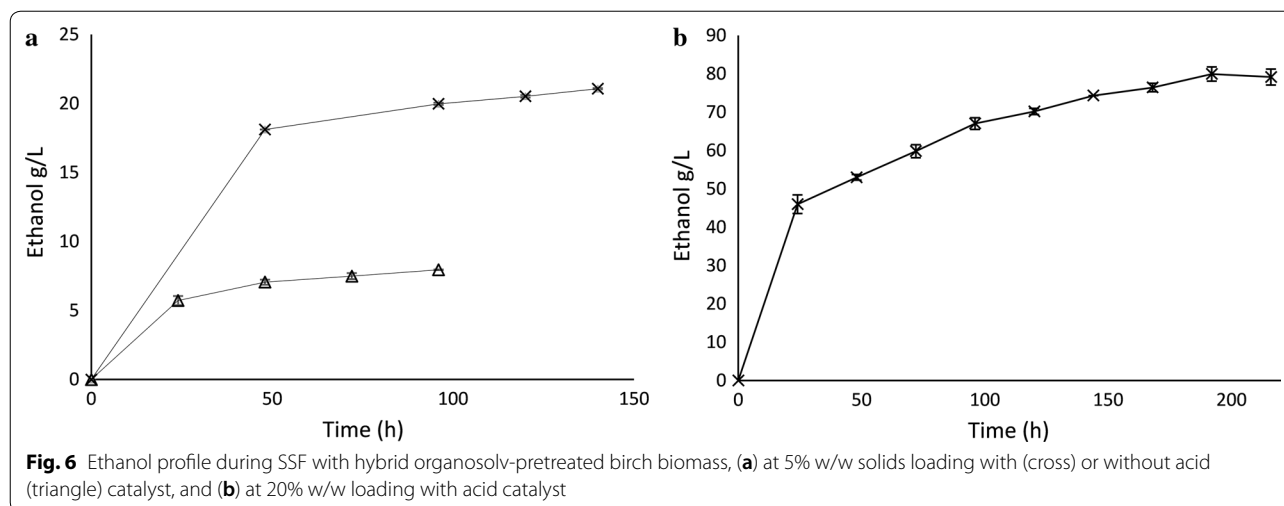 a
25
20
15
10
5
0
Ethanol g/L
0 50 100 150
Time (h)
b
90
80
70
60
50
40
30
20
10
0
Ethanol g/L
0 50 100 150 200
Time (h)
Fig. 6 Ethanol profile during SSF with hybrid organosolv-pretreated birch biomass, (a) at 5% w/w solids loading with (cross) or without acid
(triangle) catalyst, and (b) at 20% w/w loading with acid catalyst